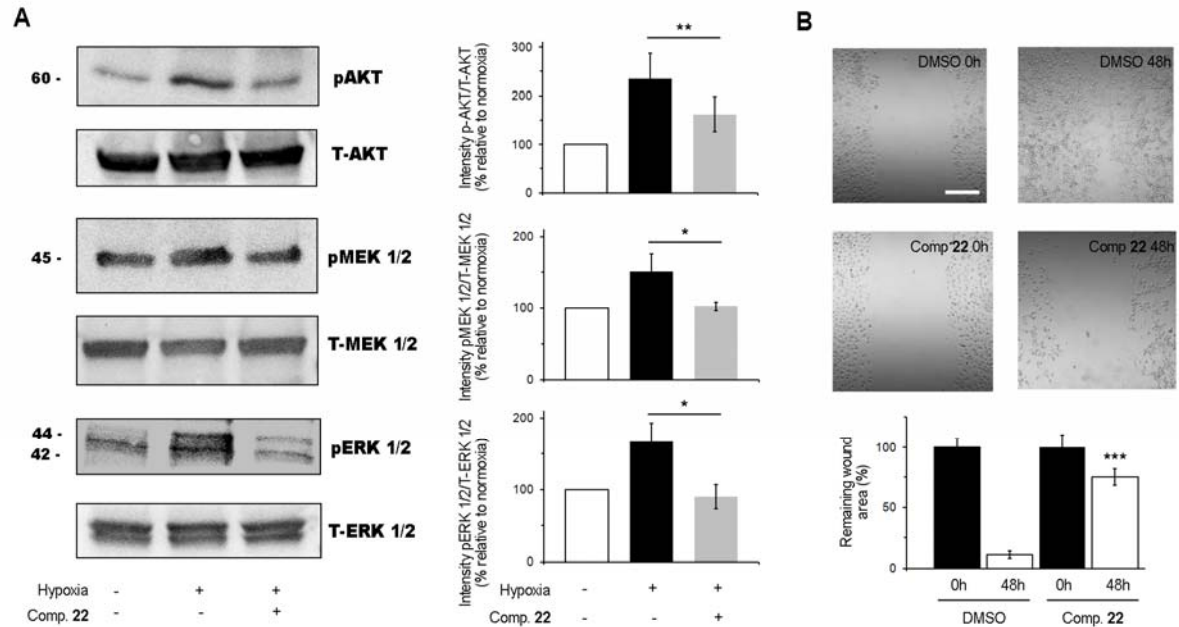 A
60 -
pAKT
T-AKT
45 -
pMEK 1/2
T-MEK 1/2
44 -
42 -
pERK 1/2
T-ERK 1/2
Hypoxia - + +
Comp. 22 - - +
Intensity p-AKT/T-AKT
(% relative to normoxia)
300
200
150
100
50
0
**
Intensity pMEK 1/2/T-MEK 1/2
(% relative to normoxia)
200
100
0
*
Intensity pERK 1/2/T-ERK 1/2
(% relative to normoxia)
200
100
0
*
Hypoxia - + +
Comp. 22 - - +
B
DMSO 0h
DMSO 48h
Comp 22 0h
Comp 22 48h
Remaining wound
area (%)
100
50
0
***
0h 48h 0h 48h
DMSO Comp. 22